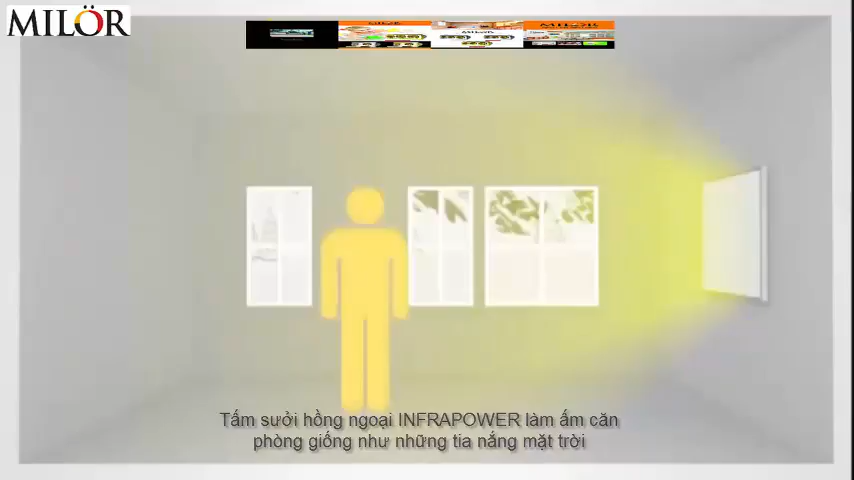 MILÖR
Tấm sưởi hồng ngoại INFRAPOWER làm ấm căn
phòng giống như những tia nắng mặt trời